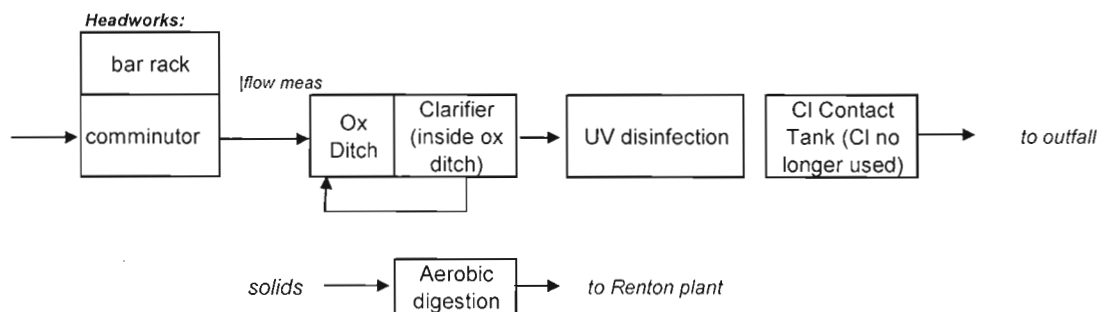 Headworks:
bar rack
|flow meas
comminutor
Ox
Ditch
Clarifier
(inside ox
ditch)
UV disinfection
Cl Contact
Tank (Cl no
longer used)
to outfall
solids
Aerobic
digestion
to Renton plant